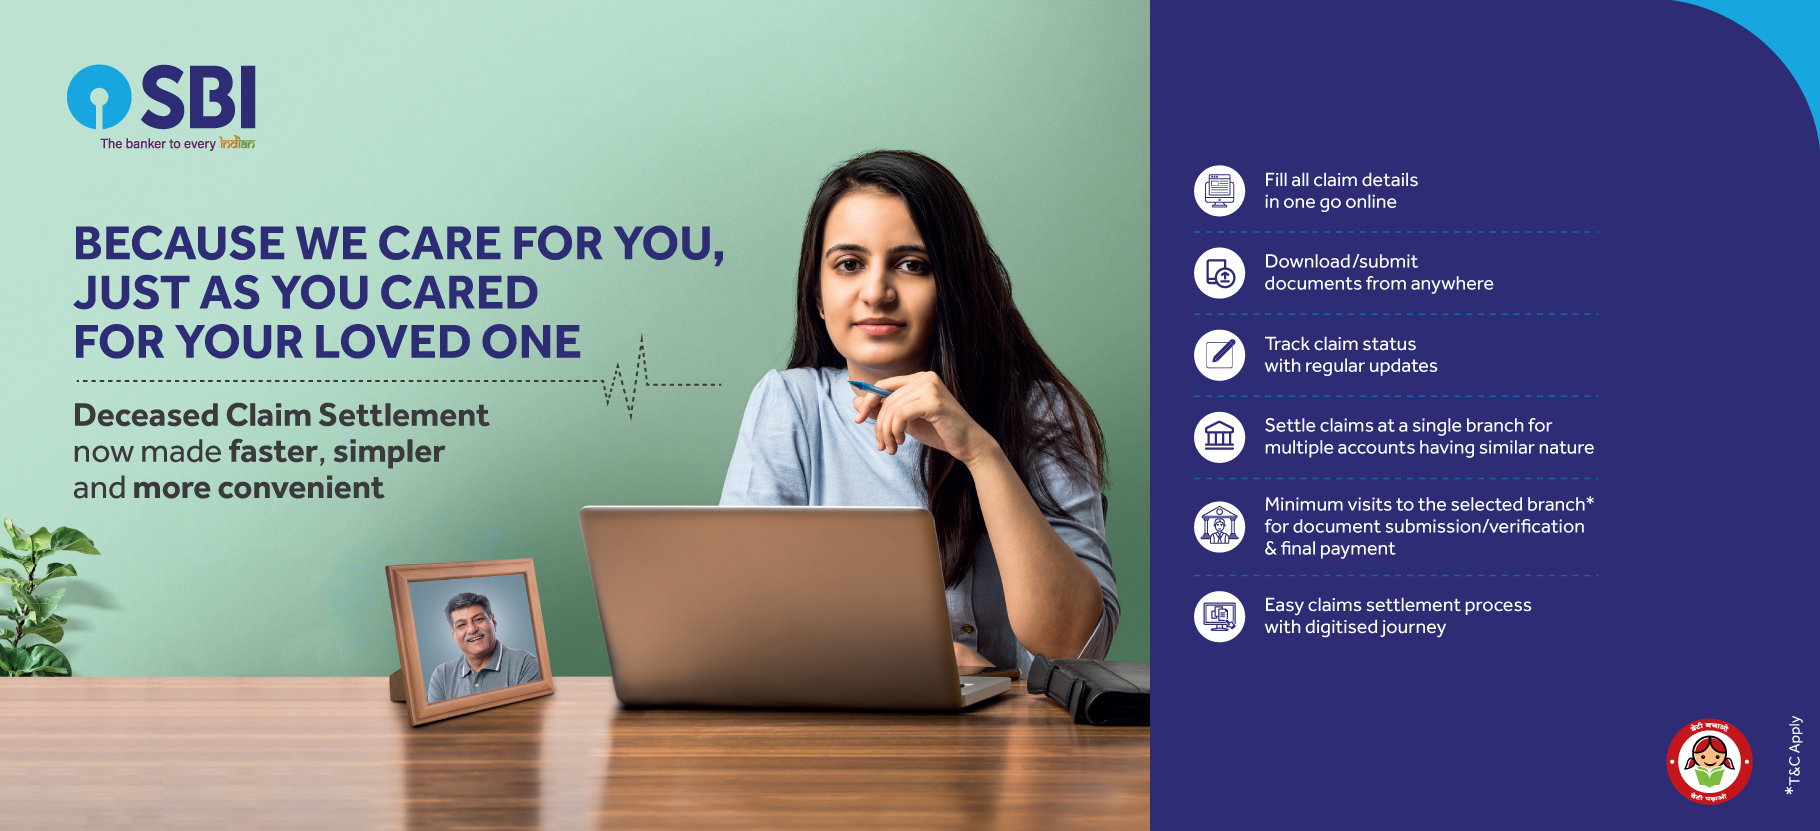 SBI
The banker to every Indian
BECAUSE WE CARE FOR YOU,
JUST AS YOU CARED
FOR YOUR LOVED ONE
Deceased Claim Settlement
now made faster, simpler
and more convenient
Fill all claim details
in one go online
Download/submit
documents from anywhere
Track claim status
with regular updates
Settle claims at a single branch for
multiple accounts having similar nature
Minimum visits to the selected branch*
for document submission/verification
& final payment
Easy claims settlement process
with digitised journey
बेटी बचाओ
बेटी पढ़ाओ
*T&C Apply